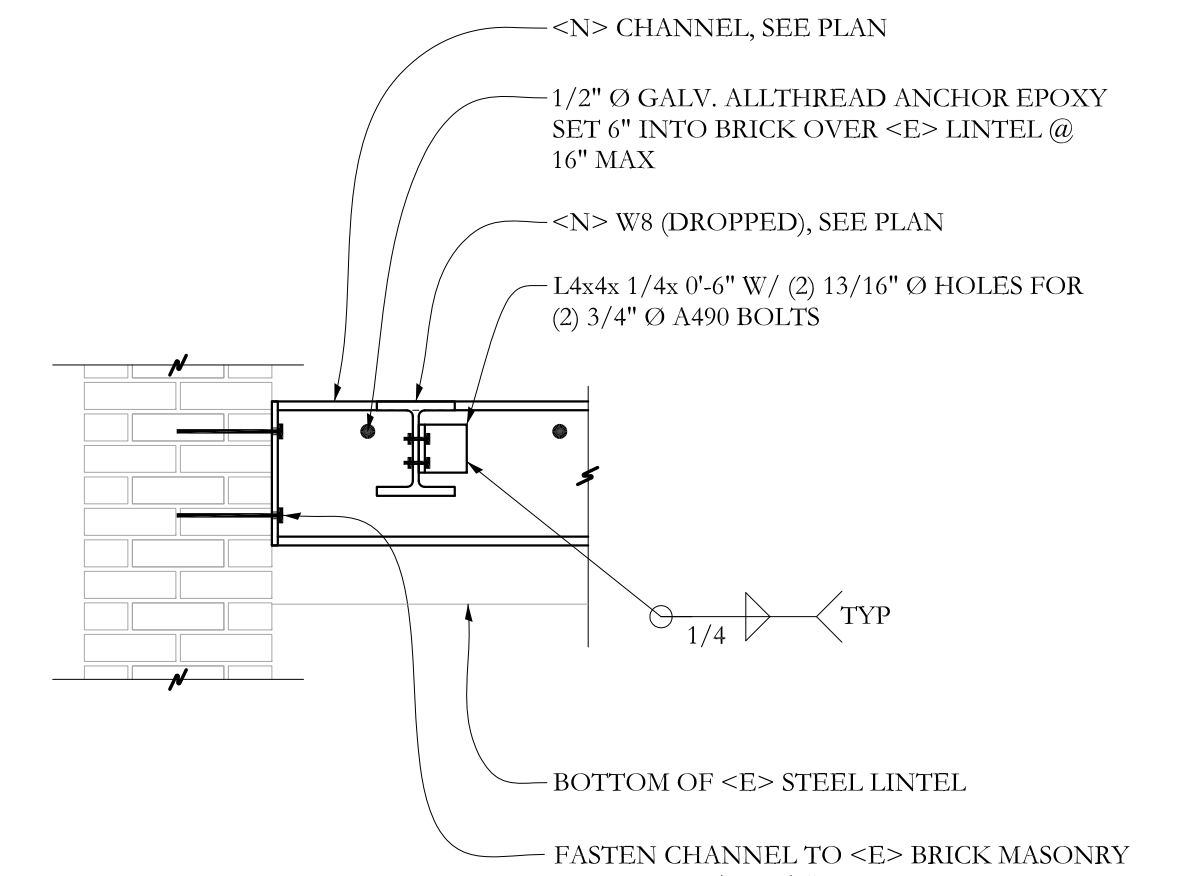 <N> CHANNEL, SEE PLAN
1/2" Ø GALV. ALLTHREAD ANCHOR EPOXY
SET 6" INTO BRICK OVER <E> LINTEL @
16" MAX
<N> W8 (DROPPED), SEE PLAN
L4x4x 1/4x 0'-6" W/ (2) 13/16" Ø HOLES FOR
(2) 3/4" Ø A490 BOLTS
1/4
TYP
BOTTOM OF <E> STEEL LINTEL
FASTEN CHANNEL TO <E> BRICK MASONRY